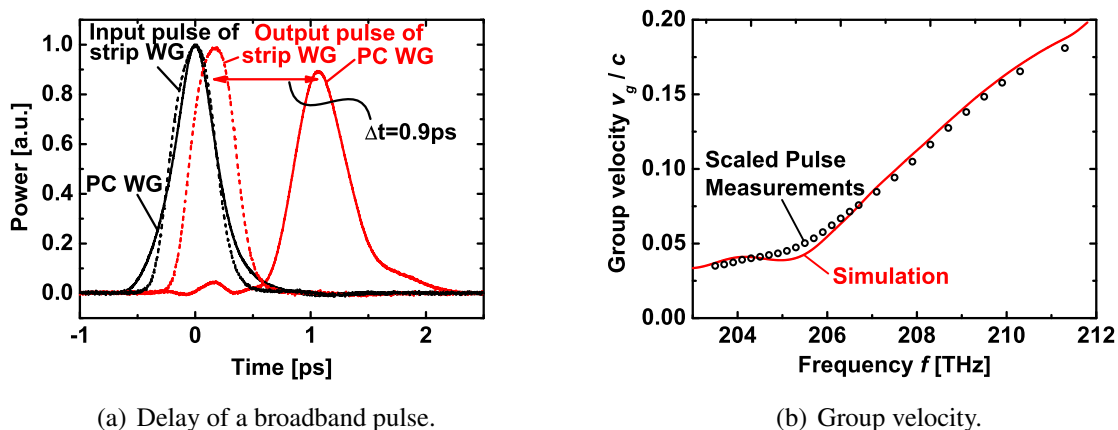 Input pulse of
strip WG
Output pulse of
strip WG
PC WG
Δt=0.9ps
PC WG
Power [a.u.]
1.0
0.8
0.6
0.4
0.2
0.0
-1
0
1
2
Time [ps]
(a) Delay of a broadband pulse.
Group velocity v_g / c
0.20
0.15
0.10
0.05
0.00
Scaled Pulse
Measurements
Simulation
204
206
208
210
212
Frequency f [THz]
(b) Group velocity.